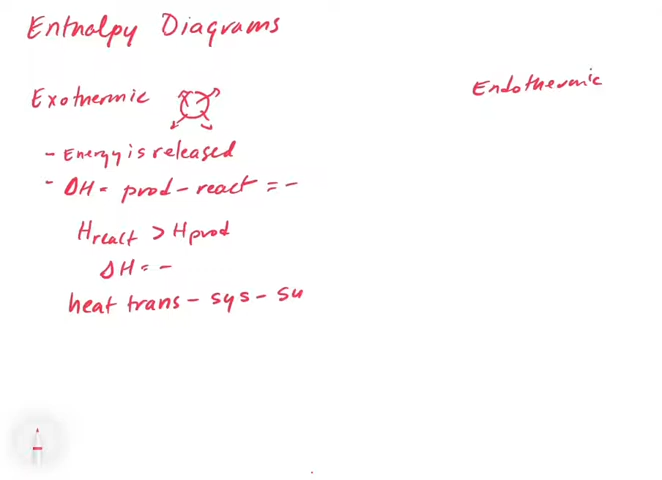 Enthalpy Diagrams
Exothermic
Endothermic
- Energy is released
- ΔH = prod - react = -
Hreact > Hprod
ΔH = -
heat trans - sys - su